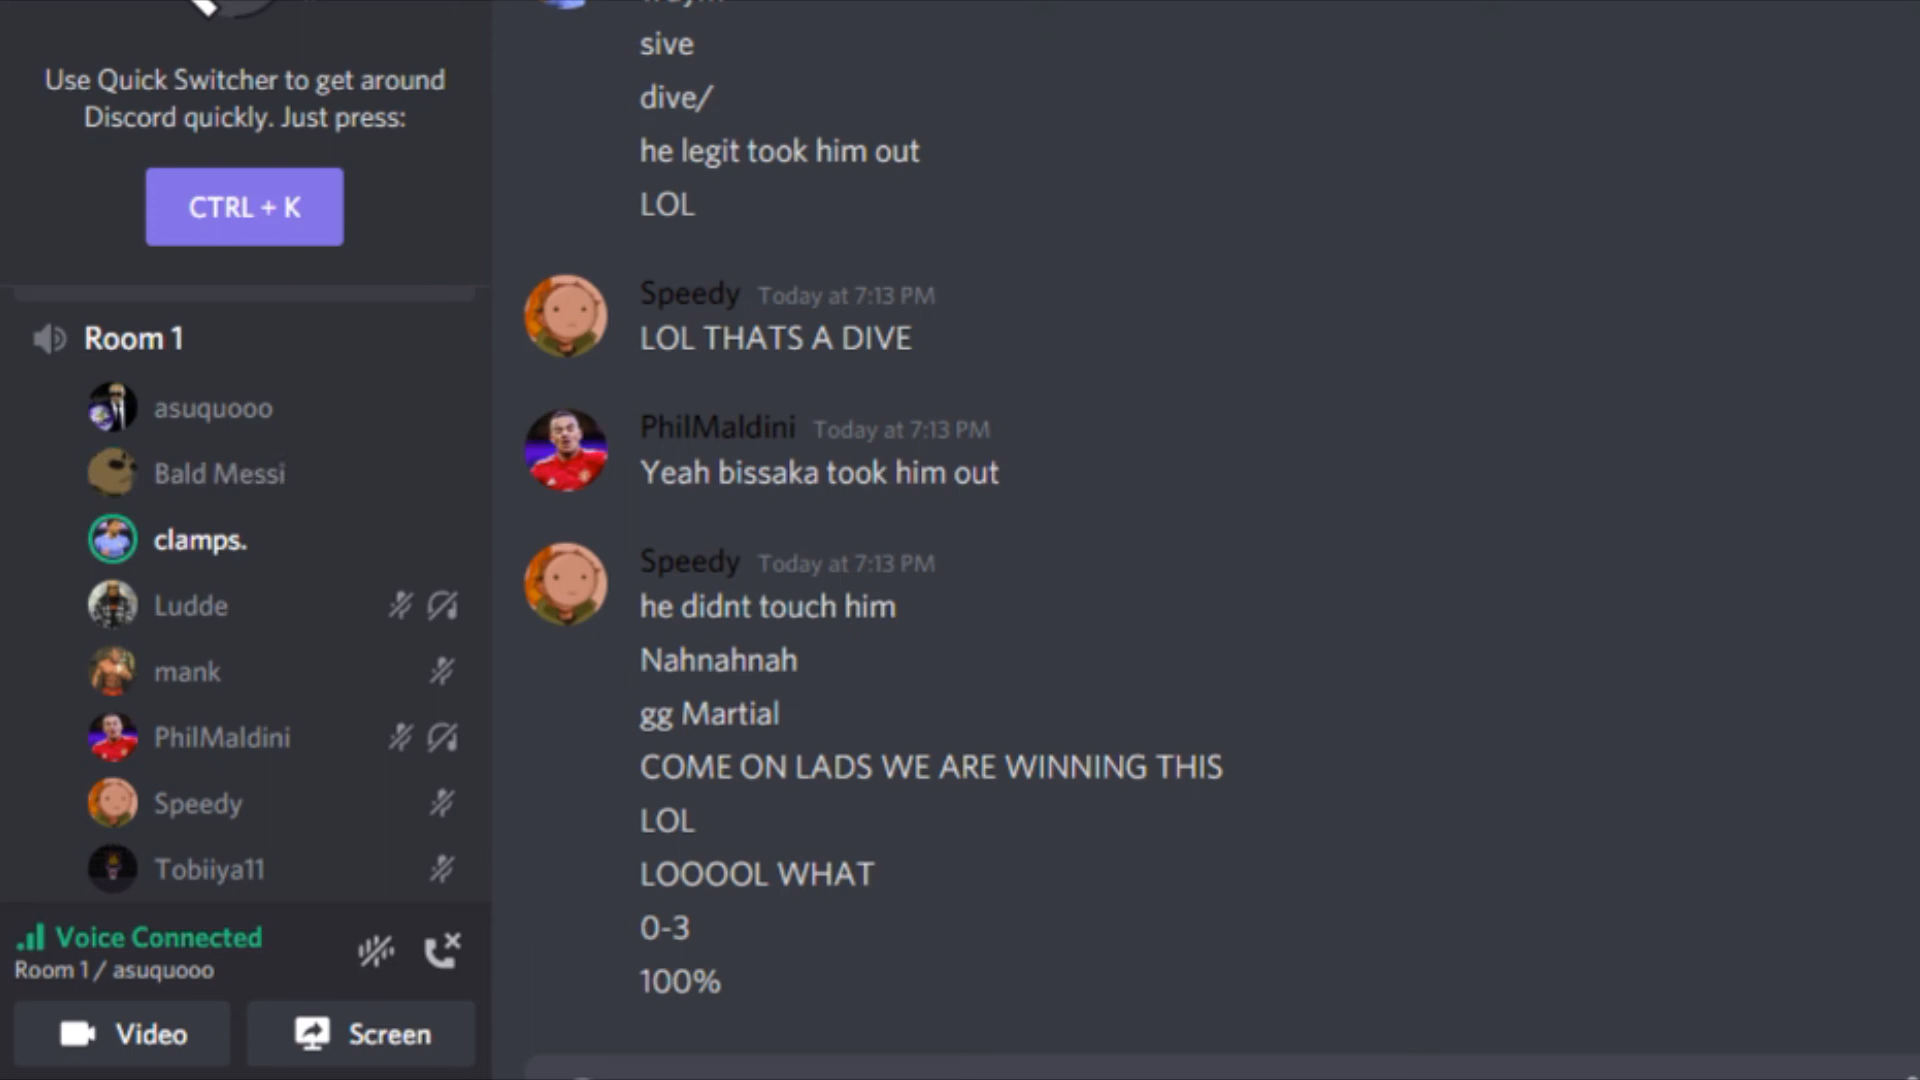 Use Quick Switcher to get around
Discord quickly. Just press:
CTRL + K
Room 1
asuquooo
Bald Messi
clamps.
Ludde
mank
PhilMaldini
Speedy
Tobiiya11
Voice Connected
Room 1 / asuquooo
Video
Screen
sive
dive/
he legit took him out
LOL
Speedy Today at 7:13 PM
LOL THATS A DIVE
PhilMaldini Today at 7:13 PM
Yeah bissaka took him out
Speedy Today at 7:13 PM
he didnt touch him
Nahnahnah
gg Martial
COME ON LADS WE ARE WINNING THIS
LOL
LOOOOL WHAT
0-3
100%